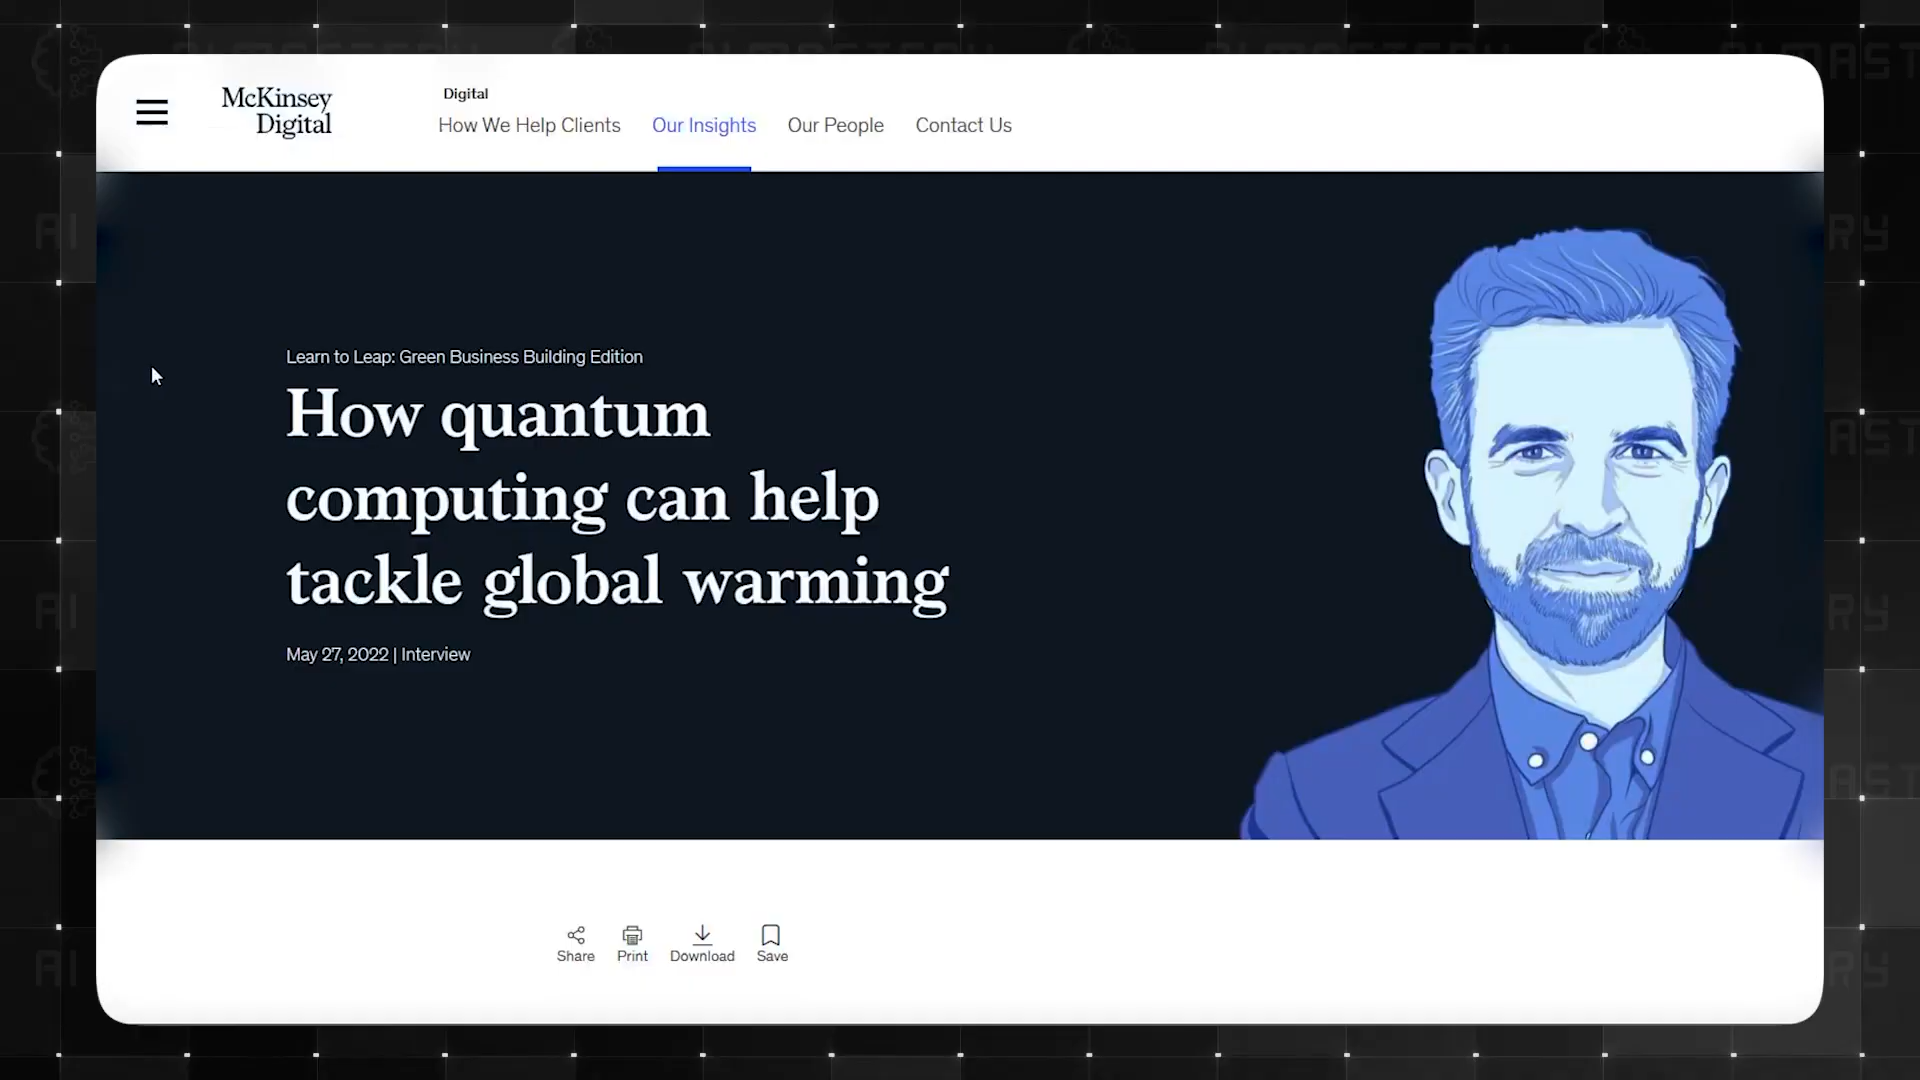 McKinsey
Digital
Digital
How We Help Clients
Our Insights
Our People
Contact Us
Learn to Leap: Green Business Building Edition
How quantum
computing can help
tackle global warming
May 27, 2022 | Interview
Share
Print
Download
Save